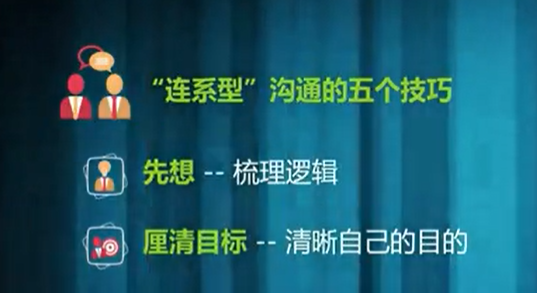 “连系型”沟通的五个技巧
先想 -- 梳理逻辑
厘清目标 -- 清晰自己的目的